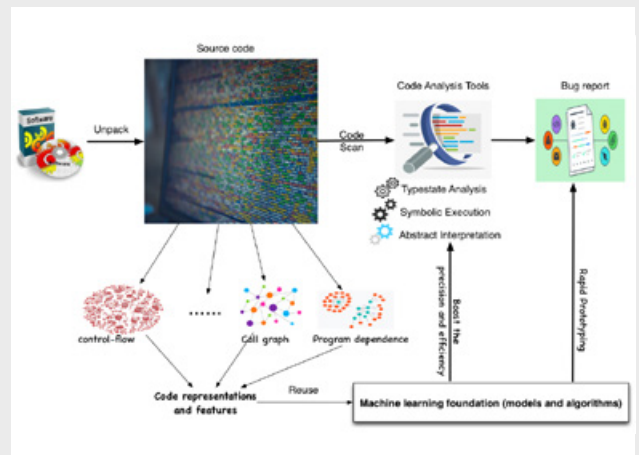 Source code
Code Analysis Tools
Bug report
Software
Unpack
Code
Scan
Typestate Analysis
Symbolic Execution
Abstract Interpretation
Boost the
precision and efficiency
Rapid Prototyping
......
control-flow
Call graph
Program dependence
Code representations
and features
Reuse
Machine learning foundation (models and algorithms)